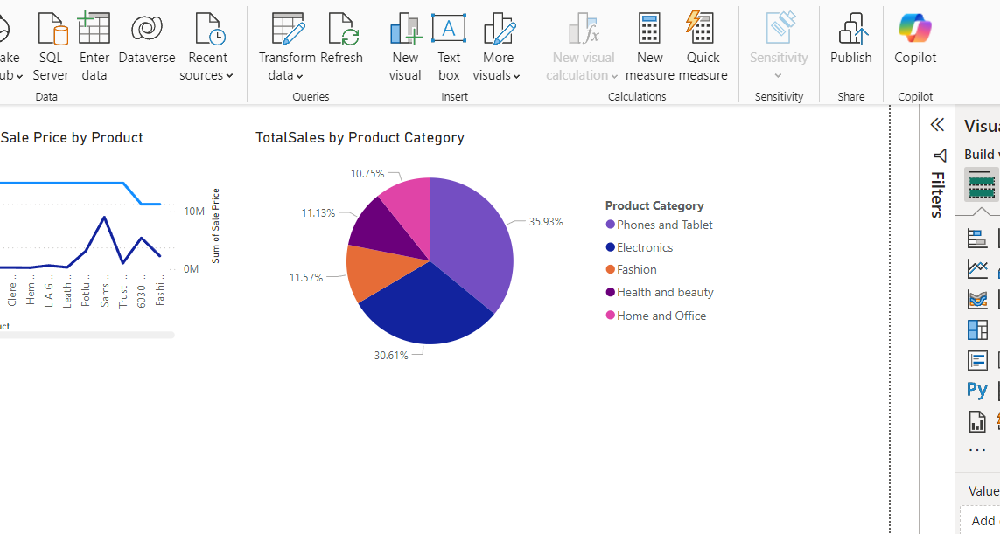 ake
ub
SQL
Server
Enter
data
Dataverse
Recent
sources
Data
Transform
data
Refresh
Queries
New
visual
Text
box
More
visuals
Insert
New visual
calculation
New
measure
Quick
measure
Calculations
Sensitivity
Sensitivity
Publish
Share
Copilot
Copilot
Sale Price by Product
10M
0M
Sum of Sale Price
Clere...
Hem...
L A G...
Leath...
Potlu...
Sams...
Trust ...
6030 ...
Fashi...
uct
TotalSales by Product Category
10.75%
11.13%
11.57%
30.61%
35.93%
Product Category
Phones and Tablet
Electronics
Fashion
Health and beauty
Home and Office
Filters
Visua
Build v
Py
...
Value
Add